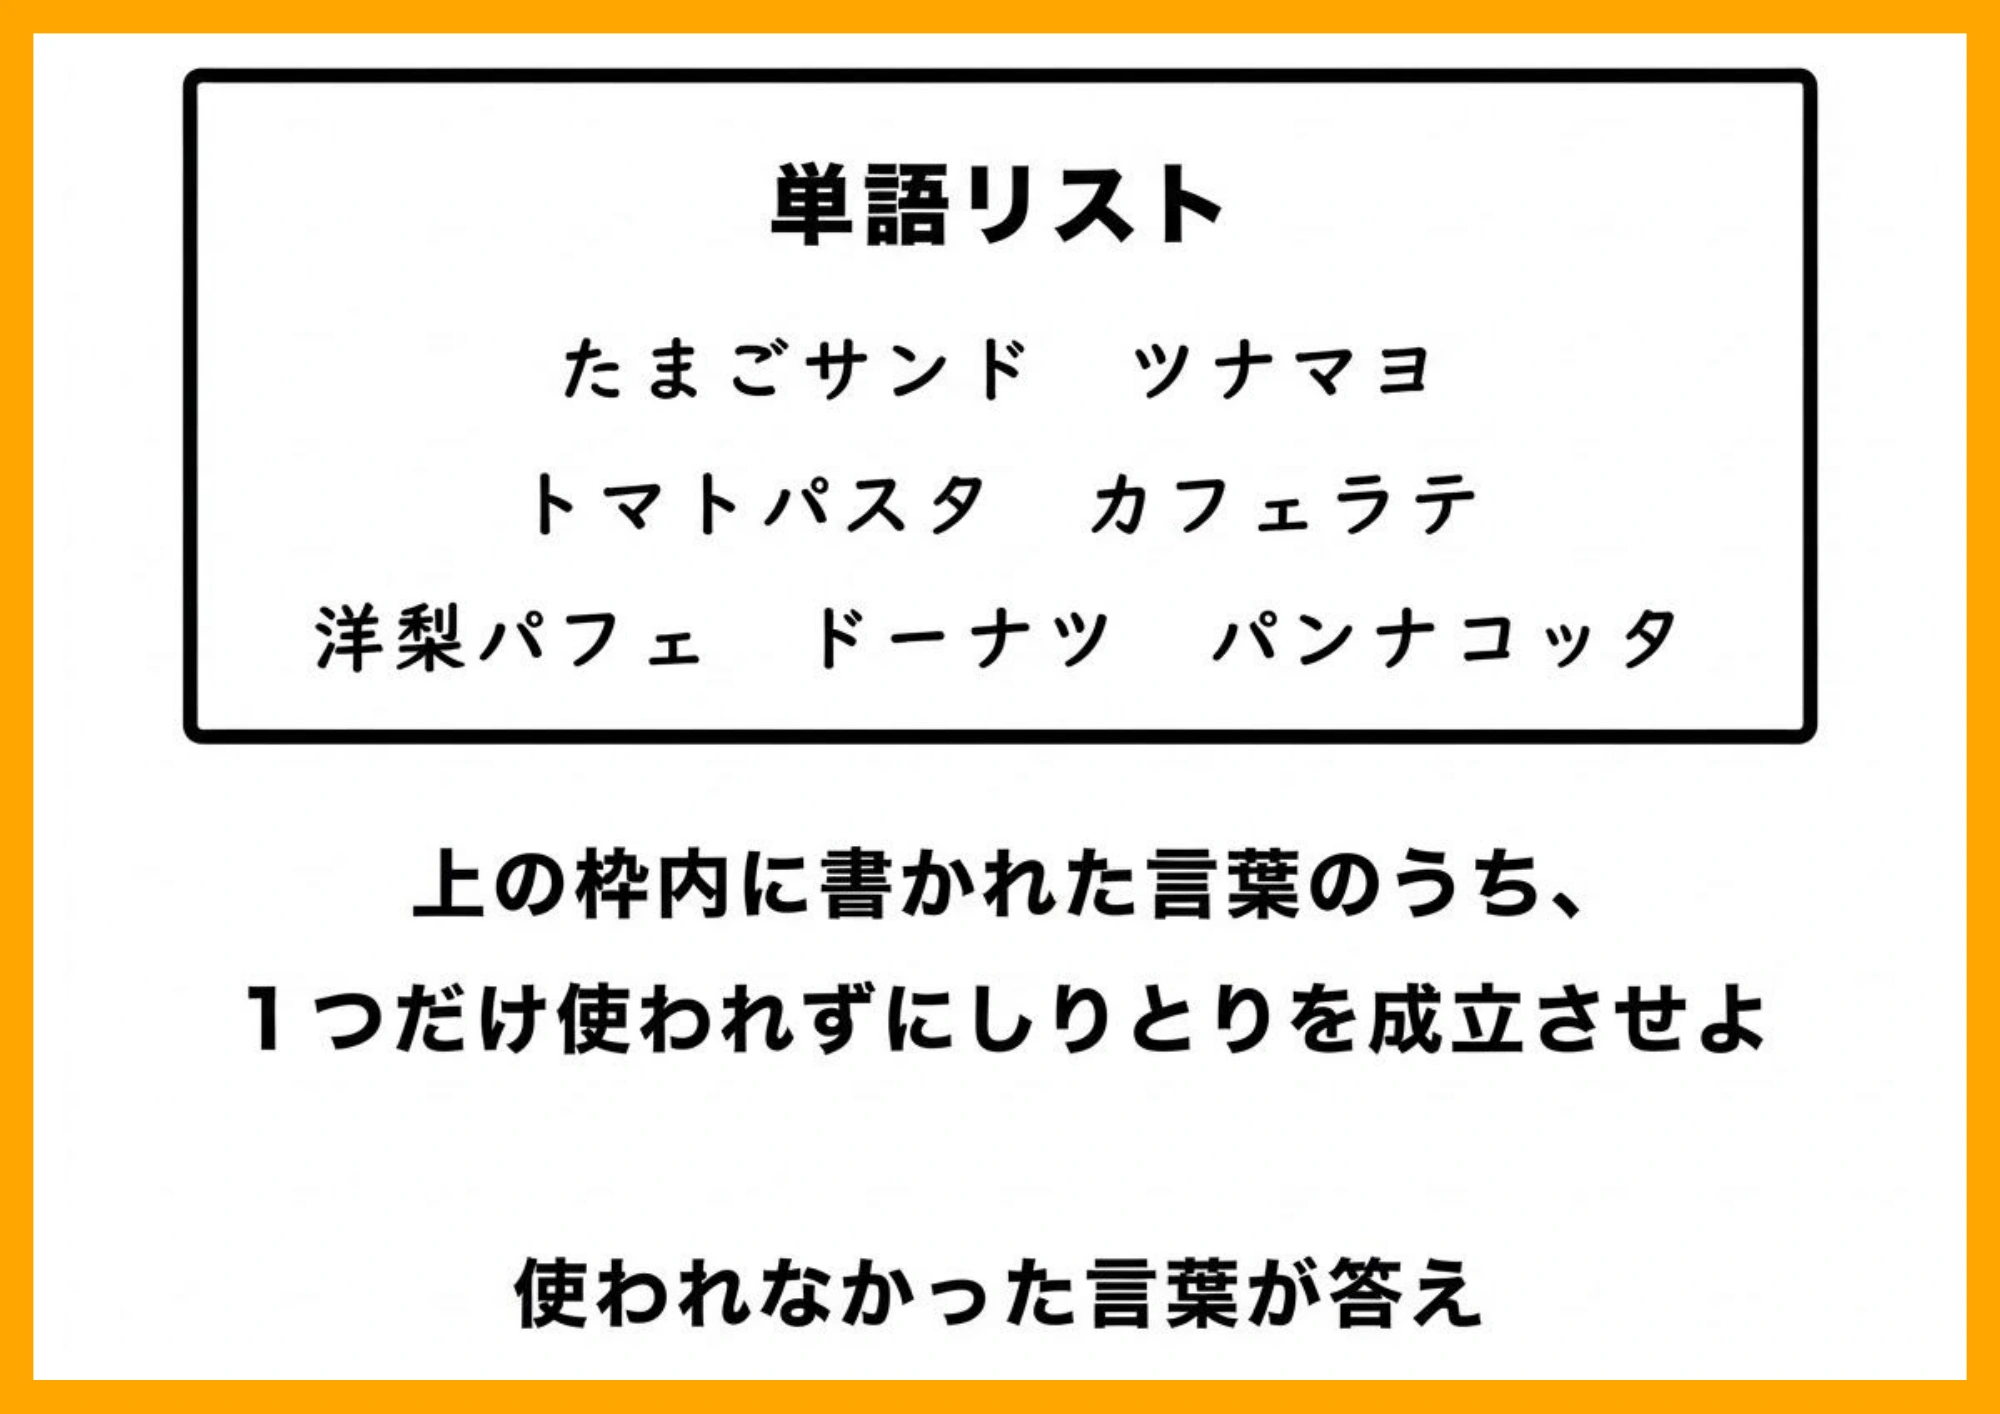 単語リスト
たまごサンド　ツナマヨ
トマトパスタ　カフェラテ
洋梨パフェ　ドーナツ　パンナコッタ
上の枠内に書かれた言葉のうち、
1つだけ使われずにしりとりを成立させよ
使われなかった言葉が答え